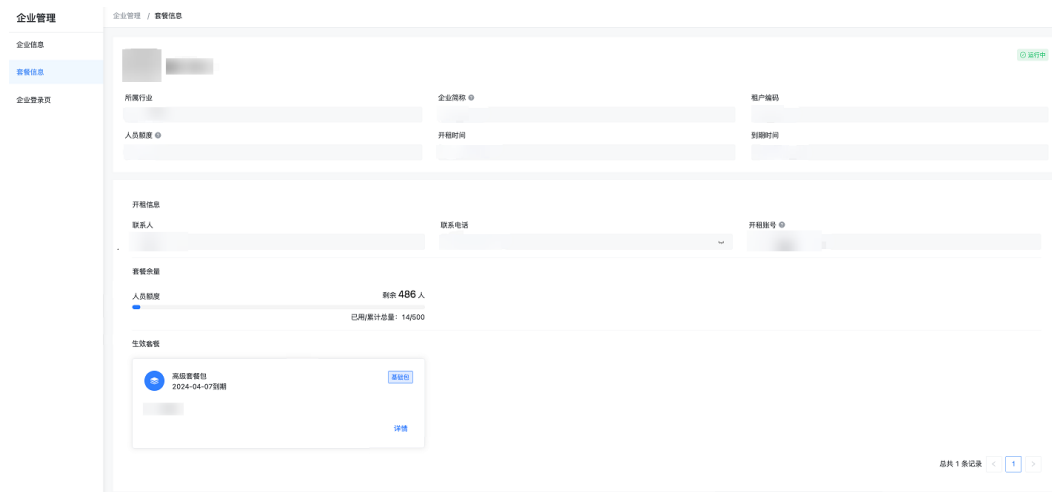 企业管理
企业管理 / 套餐信息
企业信息
套餐信息
企业登录页
运行中
所属行业
企业简称
租户编码
人员额度
开租时间
到期时间
开租信息
联系人
联系电话
开租账号
套餐余量
人员额度
剩余 486 人
已用/累计总量：14/500
生效套餐
高级套餐包
基础包
2024-04-07到期
详情
总共 1 条记录 < 1 >